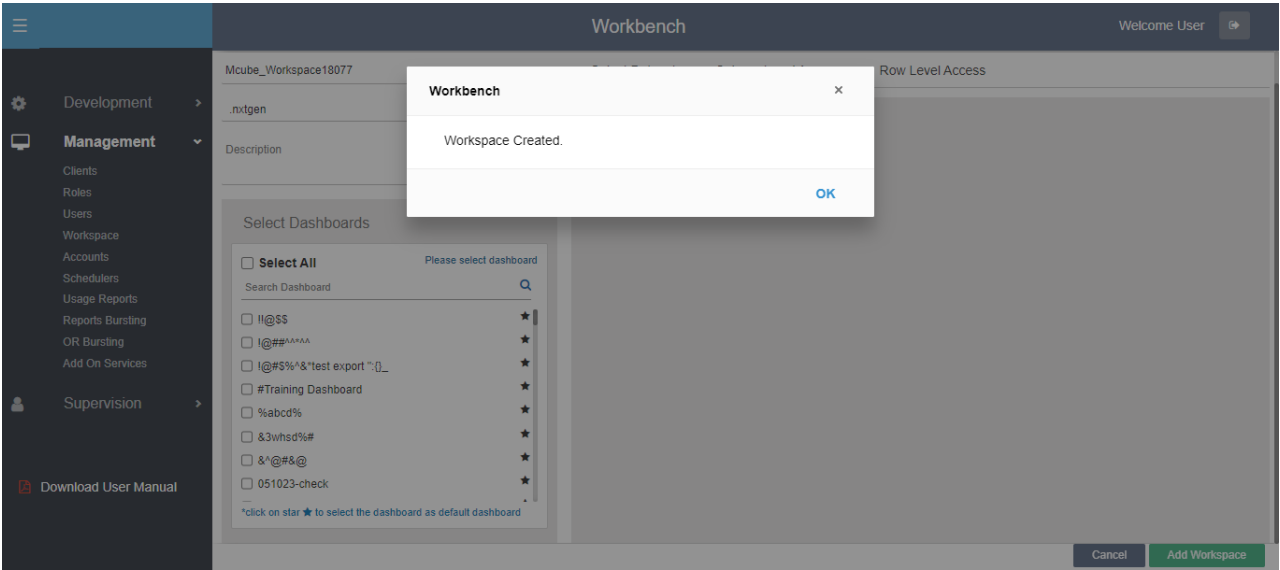 Workbench
Welcome User
Development
Management
Clients
Roles
Users
Workspace
Accounts
Schedulers
Usage Reports
Reports Bursting
OR Bursting
Add On Services
Supervision
Download User Manual
Mcube_Workspace18077
.nxtgen
Description
Row Level Access
Workbench
×
Workspace Created.
OK
Select Dashboards
Select All
Please select dashboard
Search Dashboard
!!@$$
!@##^^*^^
!@#$%^&*test export ":{}_
#Training Dashboard
%abcd%
&3whsd%#
&^@#&@
051023-check
*click on star ★ to select the dashboard as default dashboard
Cancel
Add Workspace